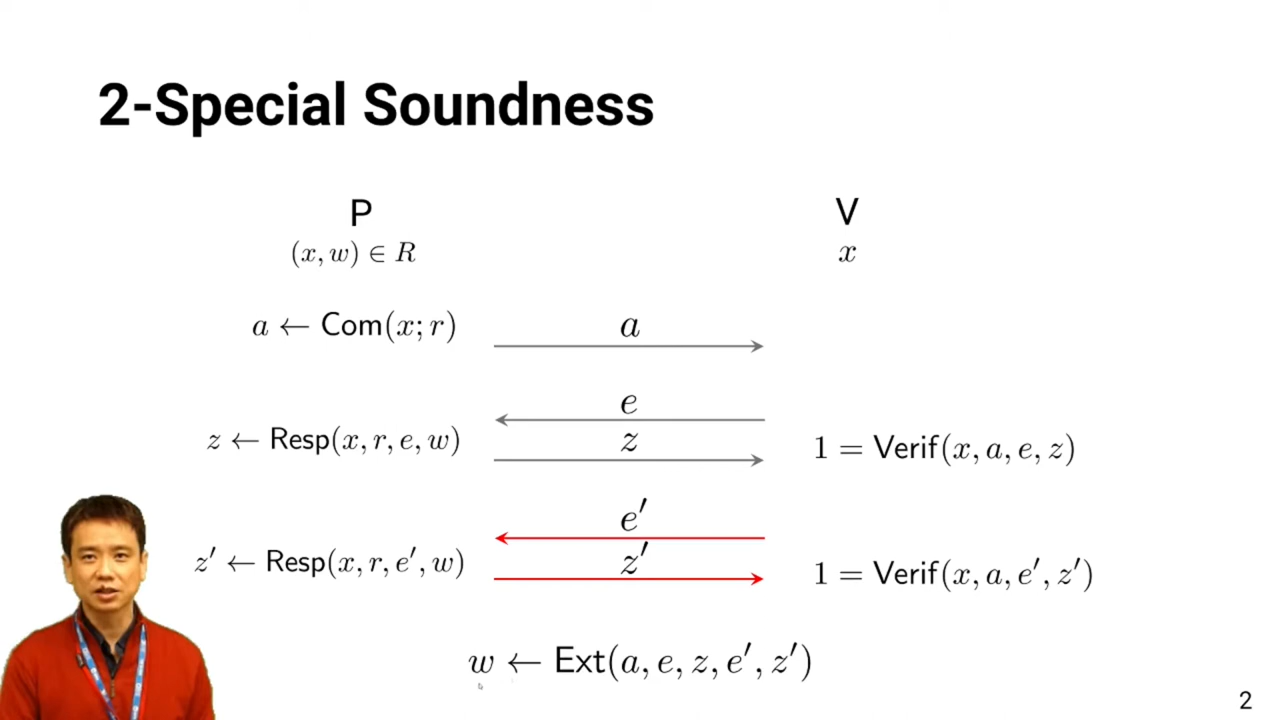 2-Special Soundness
P V
(x, w) ∈ R x
a ← Com(x; r) a
e
z ← Resp(x, r, e, w) z 1 = Verif(x, a, e, z)
e′
z′ ← Resp(x, r, e′, w) z′ 1 = Verif(x, a, e′, z′)
w ← Ext(a, e, z, e′, z′)
2